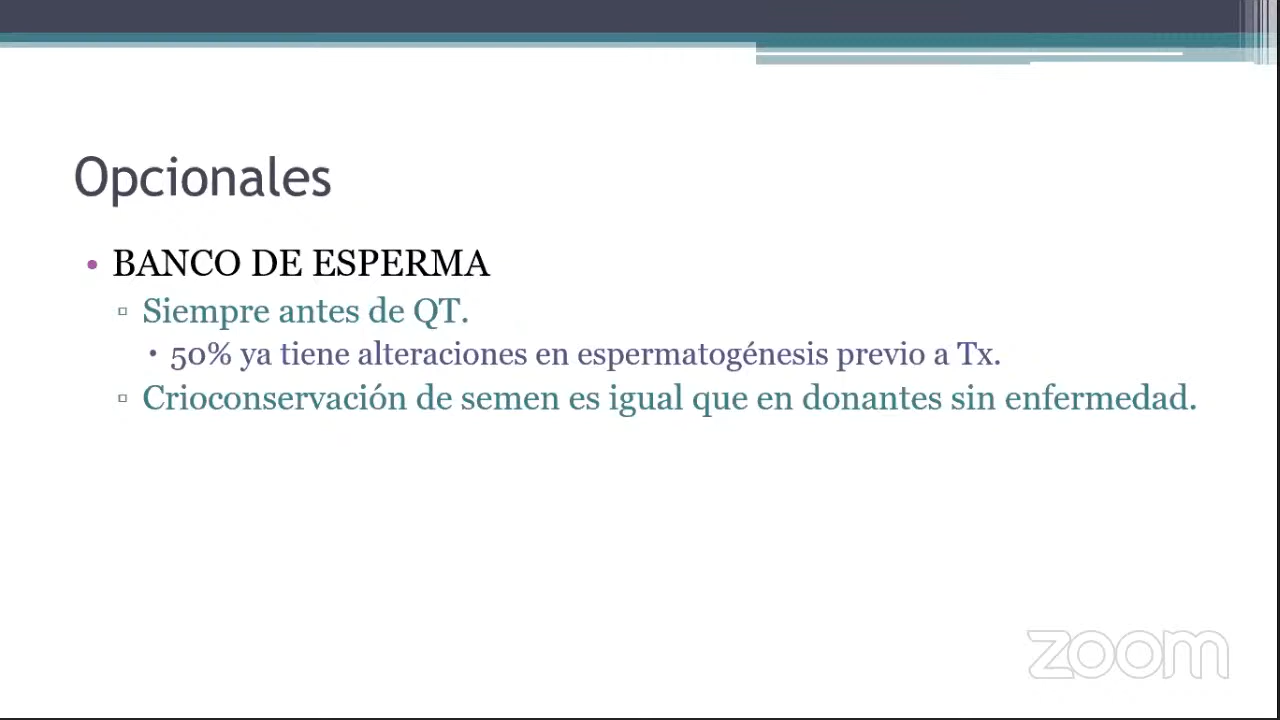 Opcionales
• BANCO DE ESPERMA
▫ Siempre antes de QT.
▪ 50% ya tiene alteraciones en espermatogénesis previo a Tx.
▫ Crioconservación de semen es igual que en donantes sin enfermedad.
zoom